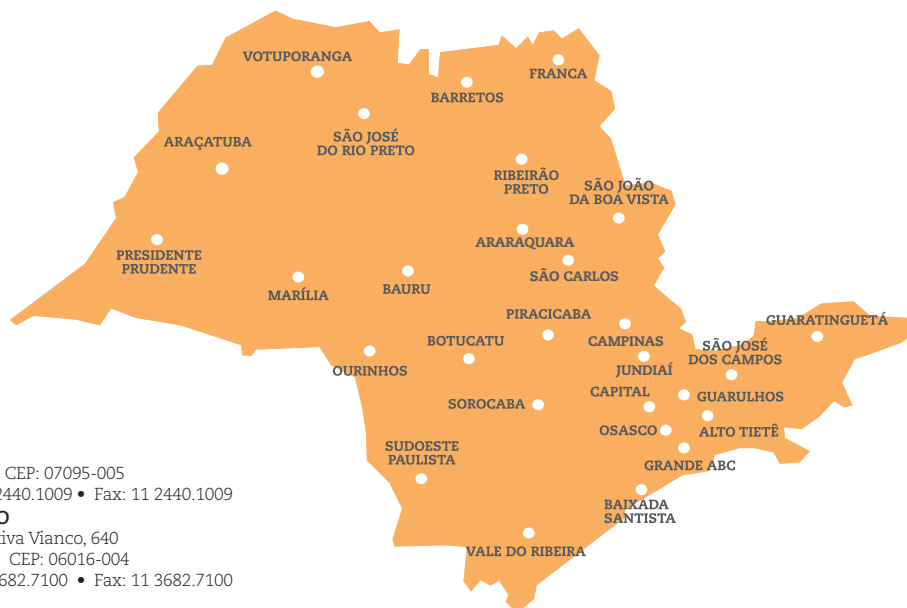 VOTUPORANGA
FRANCA
BARRETOS
SÃO JOSÉ
DO RIO PRETO
ARAÇATUBA
RIBEIRÃO
PRETO
SÃO JOÃO
DA BOA VISTA
ARARAQUARA
PRESIDENTE
PRUDENTE
SÃO CARLOS
BAURU
MARÍLIA
PIRACICABA
GUARATINGUETÁ
BOTUCATU
CAMPINAS
SÃO JOSÉ
DOS CAMPOS
OURINHOS
JUNDIAÍ
CAPITAL
GUARULHOS
SOROCABA
OSASCO
ALTO TIETÊ
SUDOESTE
PAULISTA
GRANDE ABC
BAIXADA
SANTISTA
VALE DO RIBEIRA
CEP: 07095-005
2440.1009 • Fax: 11 2440.1009
O
tiva Vianco, 640
CEP: 06016-004
3682.7100 • Fax: 11 3682.7100